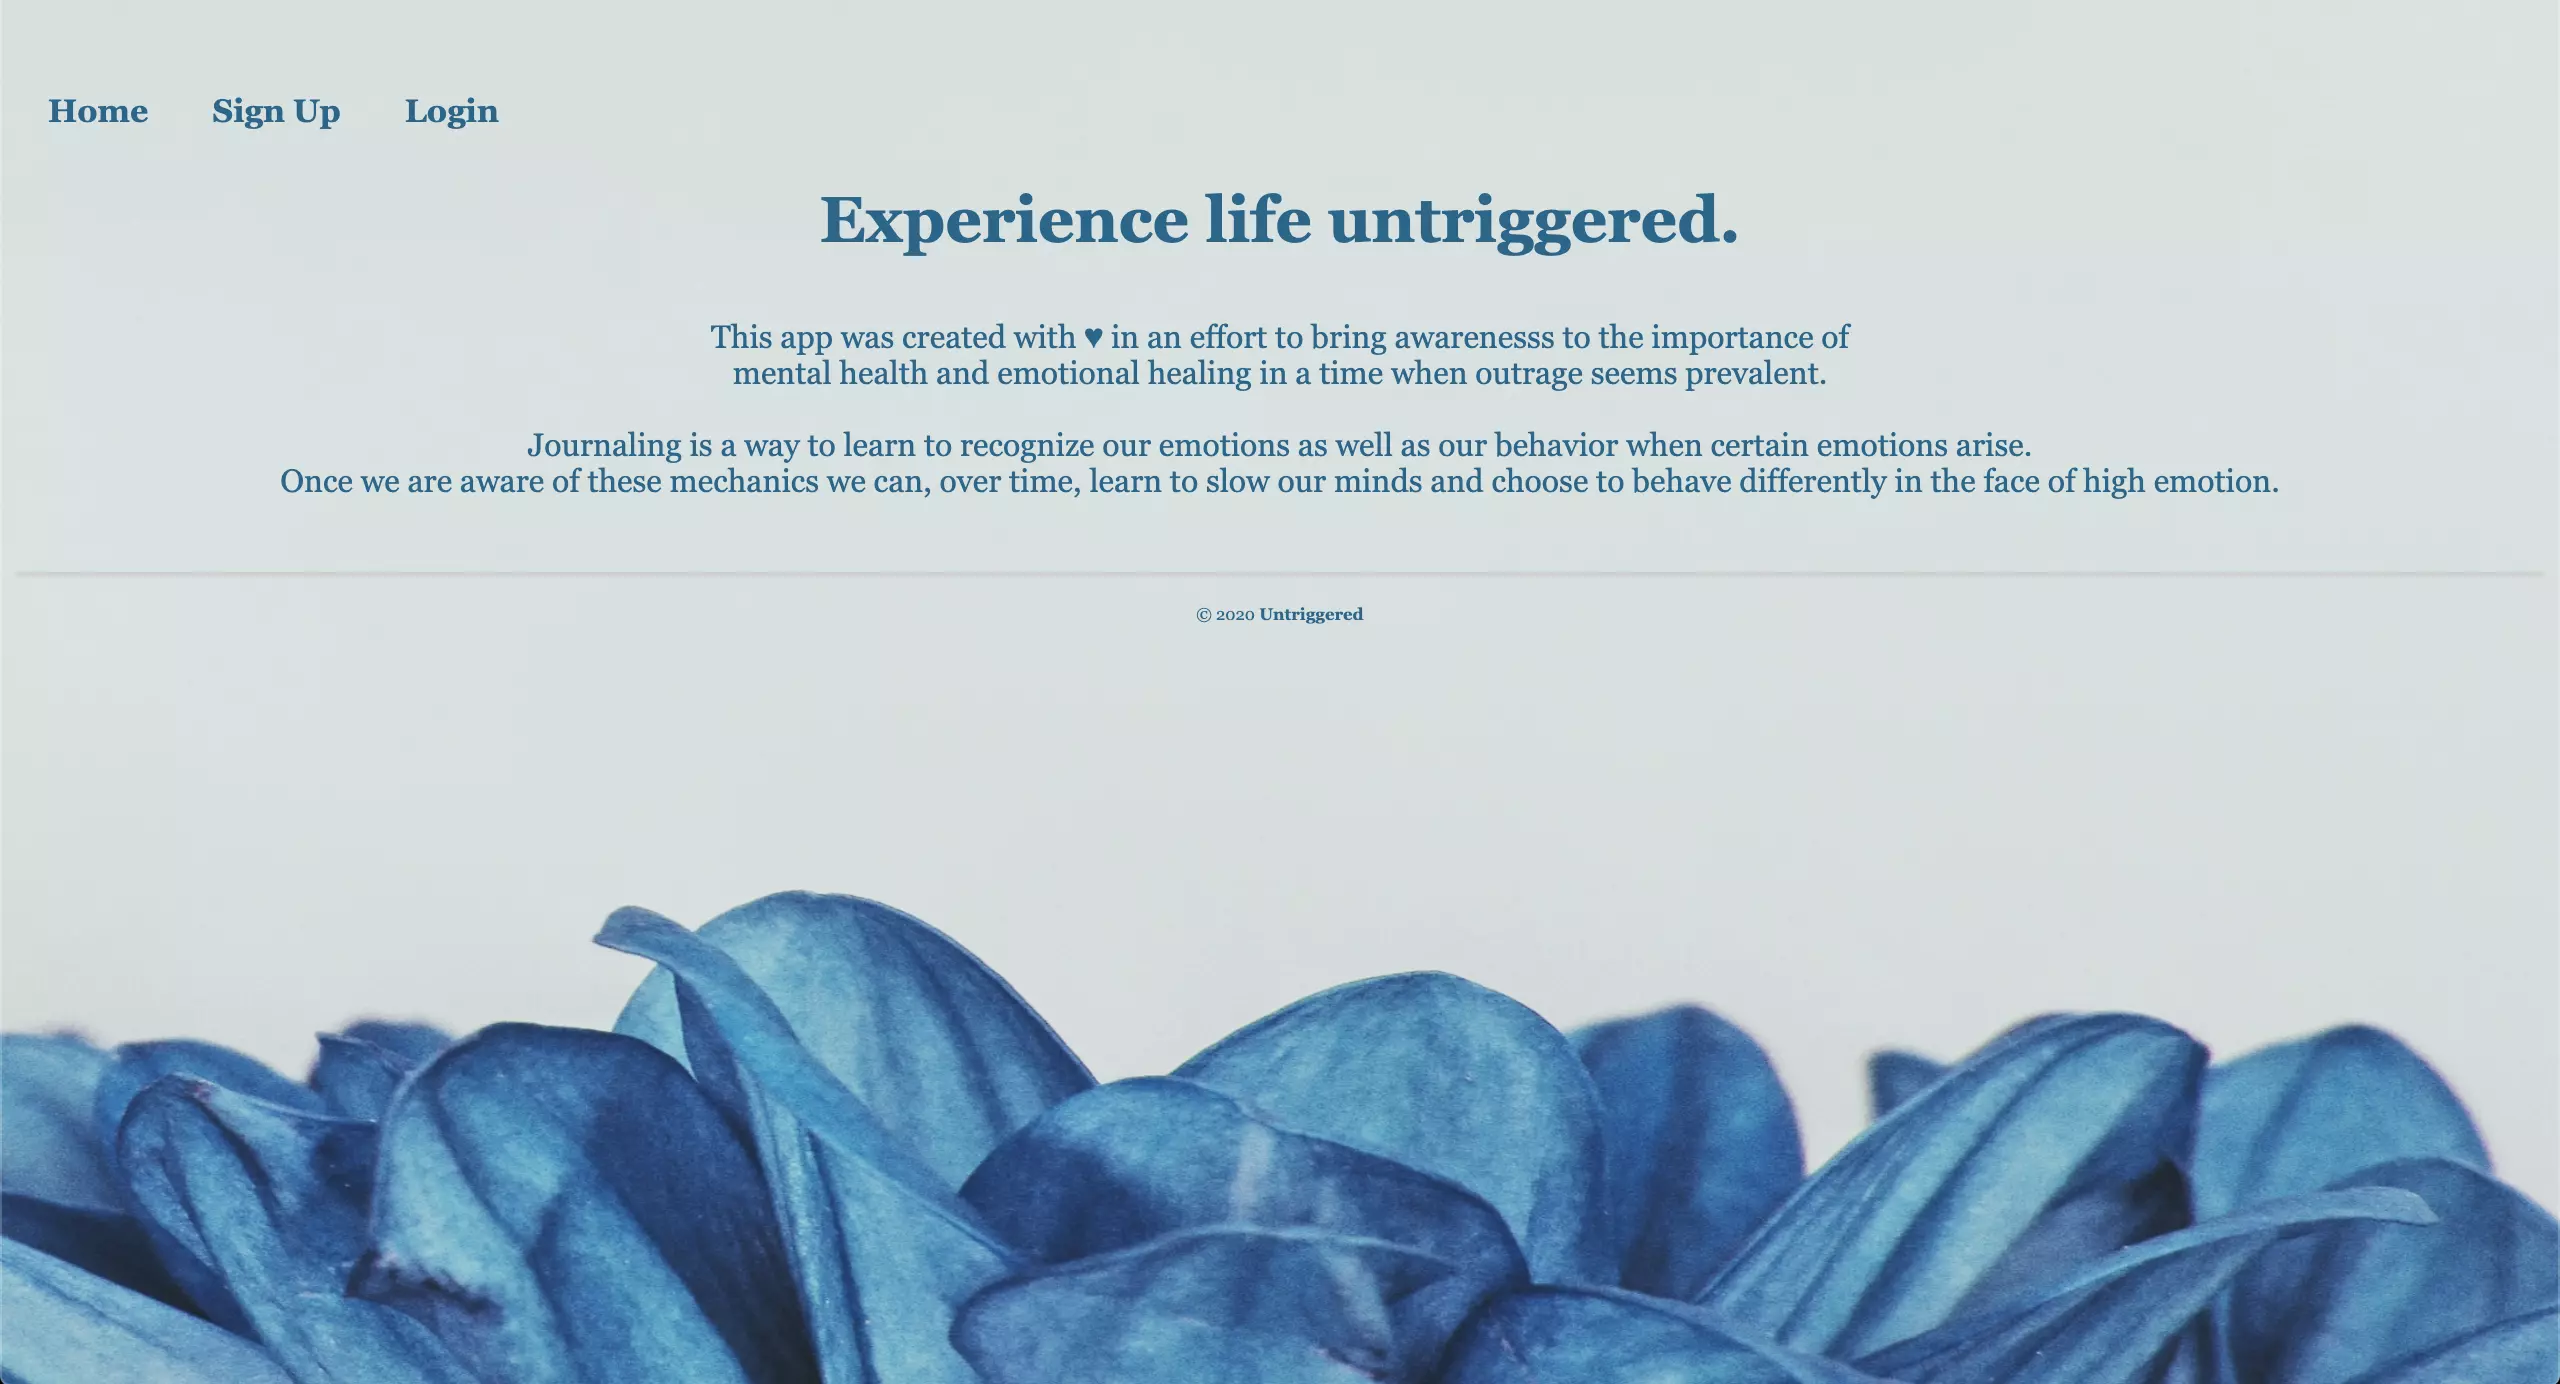 Home Sign Up Login
Experience life untriggered.
This app was created with ♥ in an effort to bring awarenesss to the importance of
mental health and emotional healing in a time when outrage seems prevalent.
Journaling is a way to learn to recognize our emotions as well as our behavior when certain emotions arise.
Once we are aware of these mechanics we can, over time, learn to slow our minds and choose to behave differently in the face of high emotion.
© 2020 Untriggered